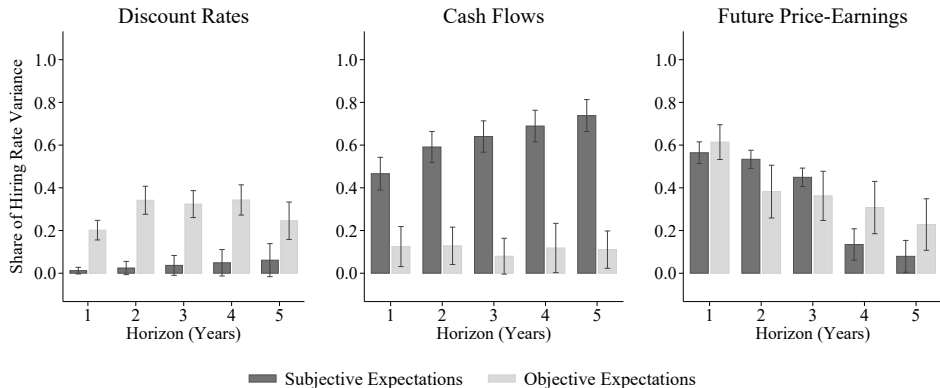 Discount Rates
Cash Flows
Future Price-Earnings
Share of Hiring Rate Variance
1.0
0.8
0.6
0.4
0.2
0.0
1.0
0.8
0.6
0.4
0.2
0.0
1.0
0.8
0.6
0.4
0.2
0.0
1 2 3 4 5
1 2 3 4 5
1 2 3 4 5
Horizon (Years)
Horizon (Years)
Horizon (Years)
Subjective Expectations
Objective Expectations